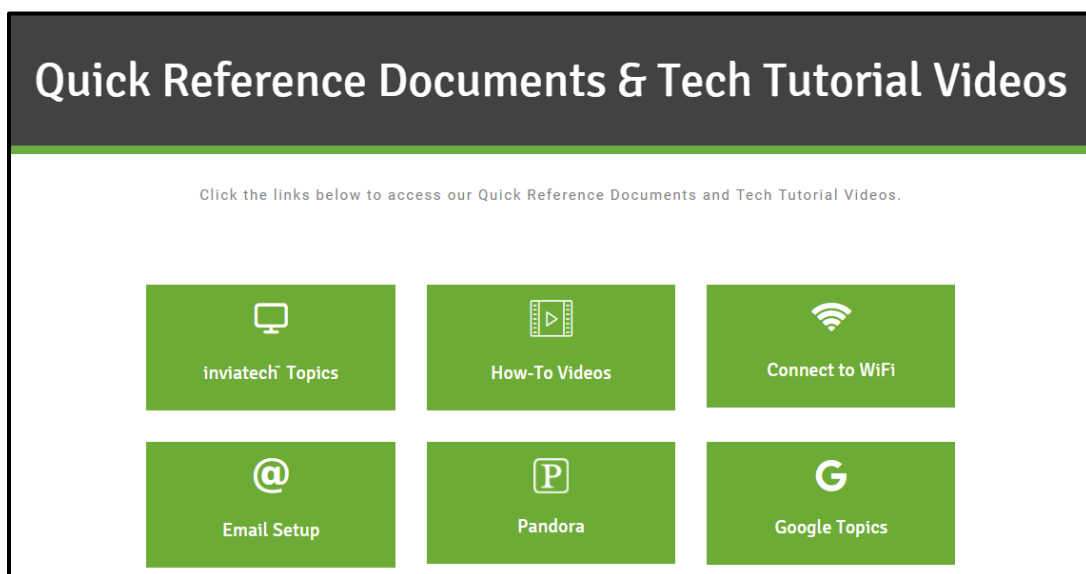 Quick Reference Documents & Tech Tutorial Videos
Click the links below to access our Quick Reference Documents and Tech Tutorial Videos.
inviatech™ Topics
How-To Videos
Connect to WiFi
@
Email Setup
P
Pandora
G
Google Topics